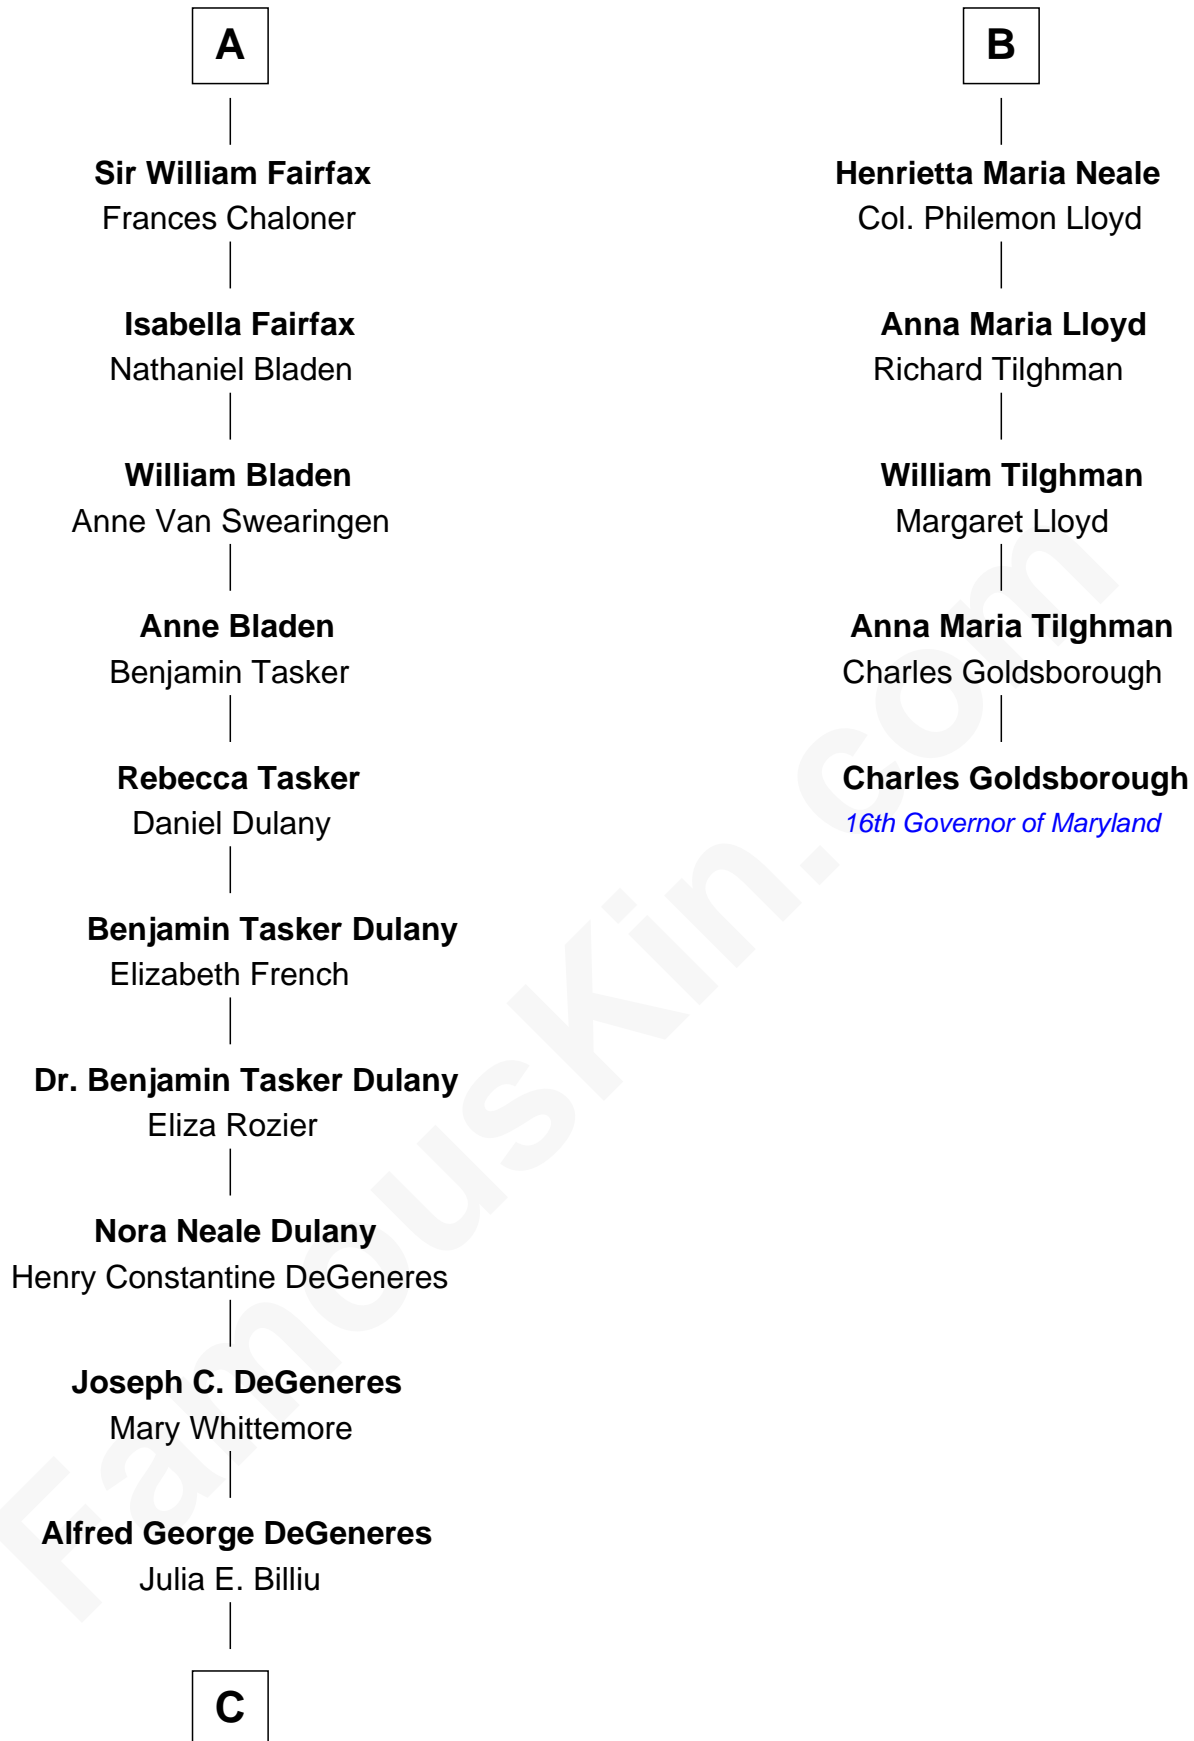 A
Sir William Fairfax
Frances Chaloner
Isabella Fairfax
Nathaniel Bladen
William Bladen
Anne Van Swearingen
Anne Bladen
Benjamin Tasker
Rebecca Tasker
Daniel Dulany
Benjamin Tasker Dulany
Elizabeth French
Dr. Benjamin Tasker Dulany
Eliza Rozier
Nora Neale Dulany
Henry Constantine DeGeneres
Joseph C. DeGeneres
Mary Whittemore
Alfred George DeGeneres
Julia E. Billiu
C
B
Henrietta Maria Neale
Col. Philemon Lloyd
Anna Maria Lloyd
Richard Tilghman
William Tilghman
Margaret Lloyd
Anna Maria Tilghman
Charles Goldsborough
Charles Goldsborough
16th Governor of Maryland
FamousKin.com